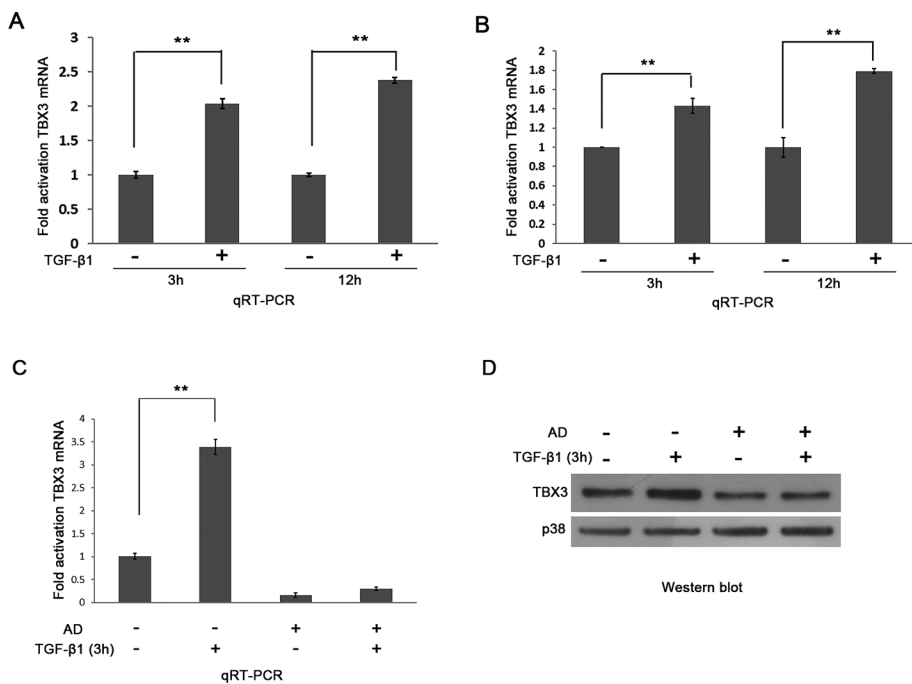 A
Fold activation TBX3 mRNA
3
2.5
2
1.5
1
0.5
0
** **
TGF-β1 - + - +
3h 12h
qRT-PCR
B
Fold activation TBX3 mRNA
2
1.8
1.6
1.4
1.2
1
0.8
0.6
0.4
0.2
0
** **
TGF-β1 - + - +
3h 12h
qRT-PCR
C
Fold activation TBX3 mRNA
4
3.5
3
2.5
2
1.5
1
0.5
0
**
AD - - + +
TGF-β1 (3h) - + - +
qRT-PCR
D
AD - - + +
TGF-β1 (3h) - + - +
TBX3
p38
Western blot